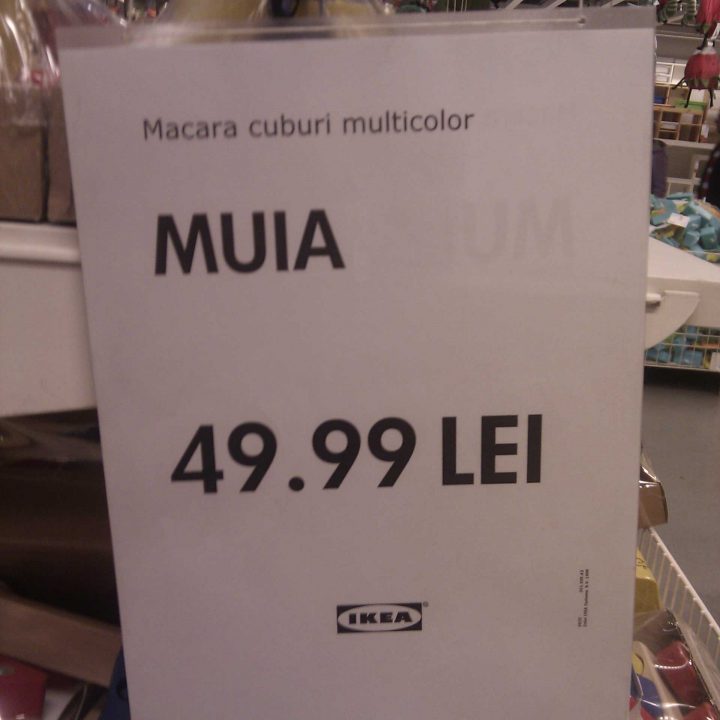 Macara cuburi multicolor
MUIA
49.99 LEI
IKEA